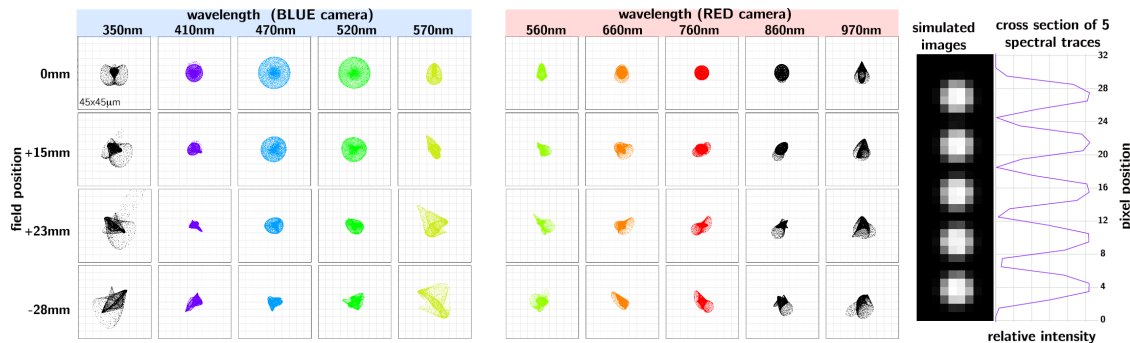 wavelength (BLUE camera)
350nm 410nm 470nm 520nm 570nm
wavelength (RED camera)
560nm 660nm 760nm 860nm 970nm
simulated
images
cross section of 5
spectral traces
field position
0mm
+15mm
+23mm
-28mm
45x45μm
32
28
24
20
16
12
8
4
0
pixel position
relative intensity